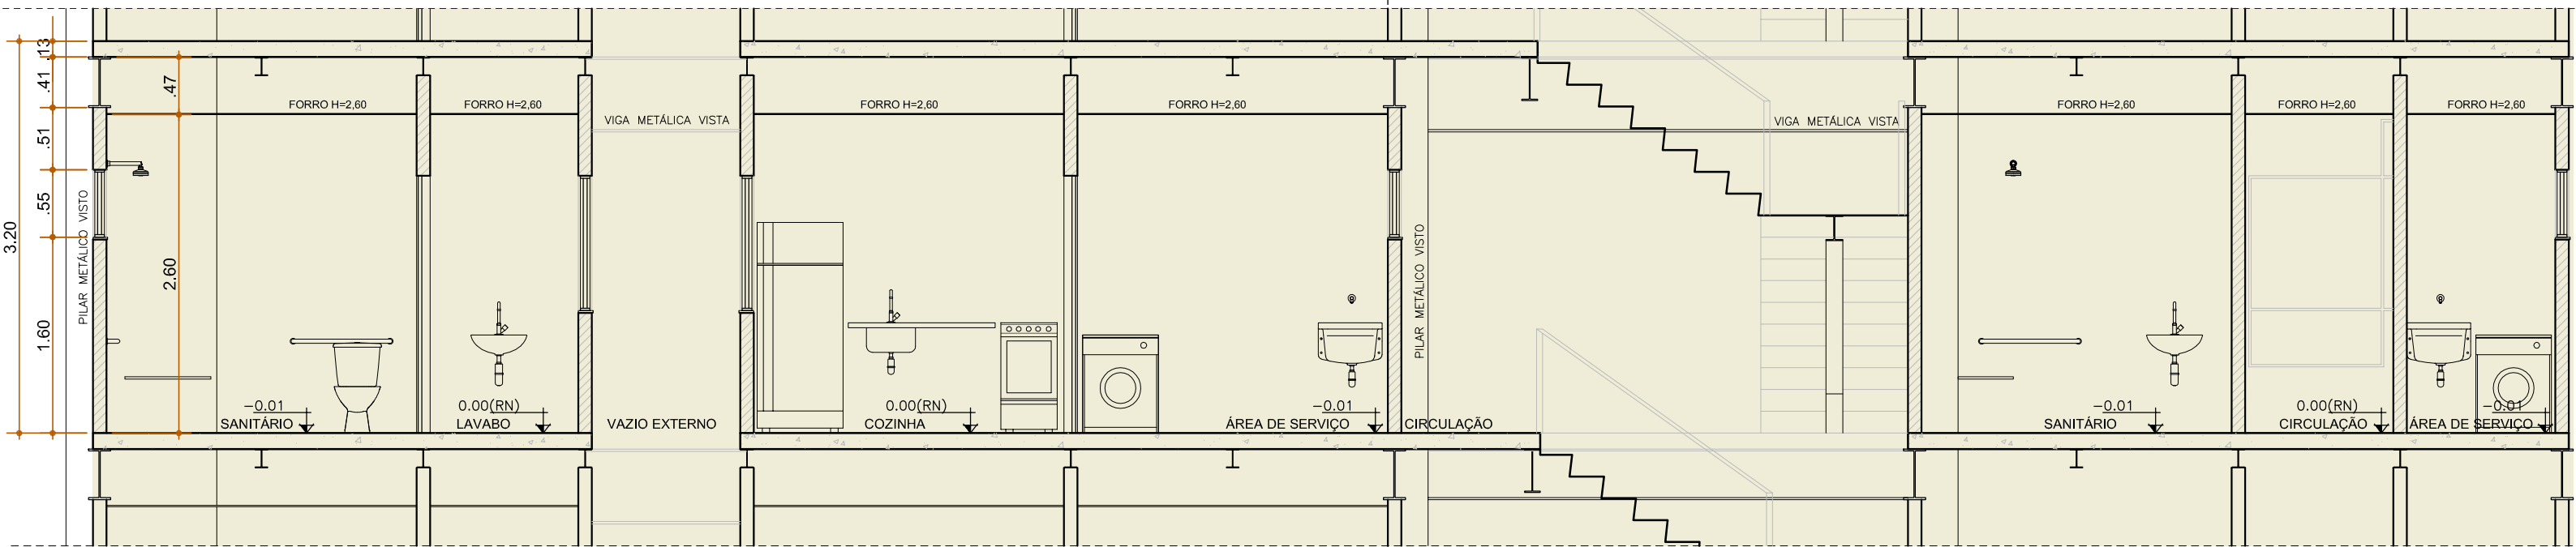 .13
.41
.47
FORRO H=2,60
FORRO H=2,60
FORRO H=2,60
FORRO H=2,60
FORRO H=2,60
FORRO H=2,60
FORRO H=2,60
VIGA METÁLICA VISTA
VIGA METÁLICA VISTA
.51
.55
3.20
PILAR METÁLICO VISTO
2.60
PILAR METÁLICO VISTO
1.60
-0.01
0.00(RN)
0.00(RN)
-0.01
-0.01
0.00(RN)
-0.01
SANITÁRIO
LAVABO
VAZIO EXTERNO
COZINHA
ÁREA DE SERVIÇO
CIRCULAÇÃO
SANITÁRIO
CIRCULAÇÃO
ÁREA DE SERVIÇO